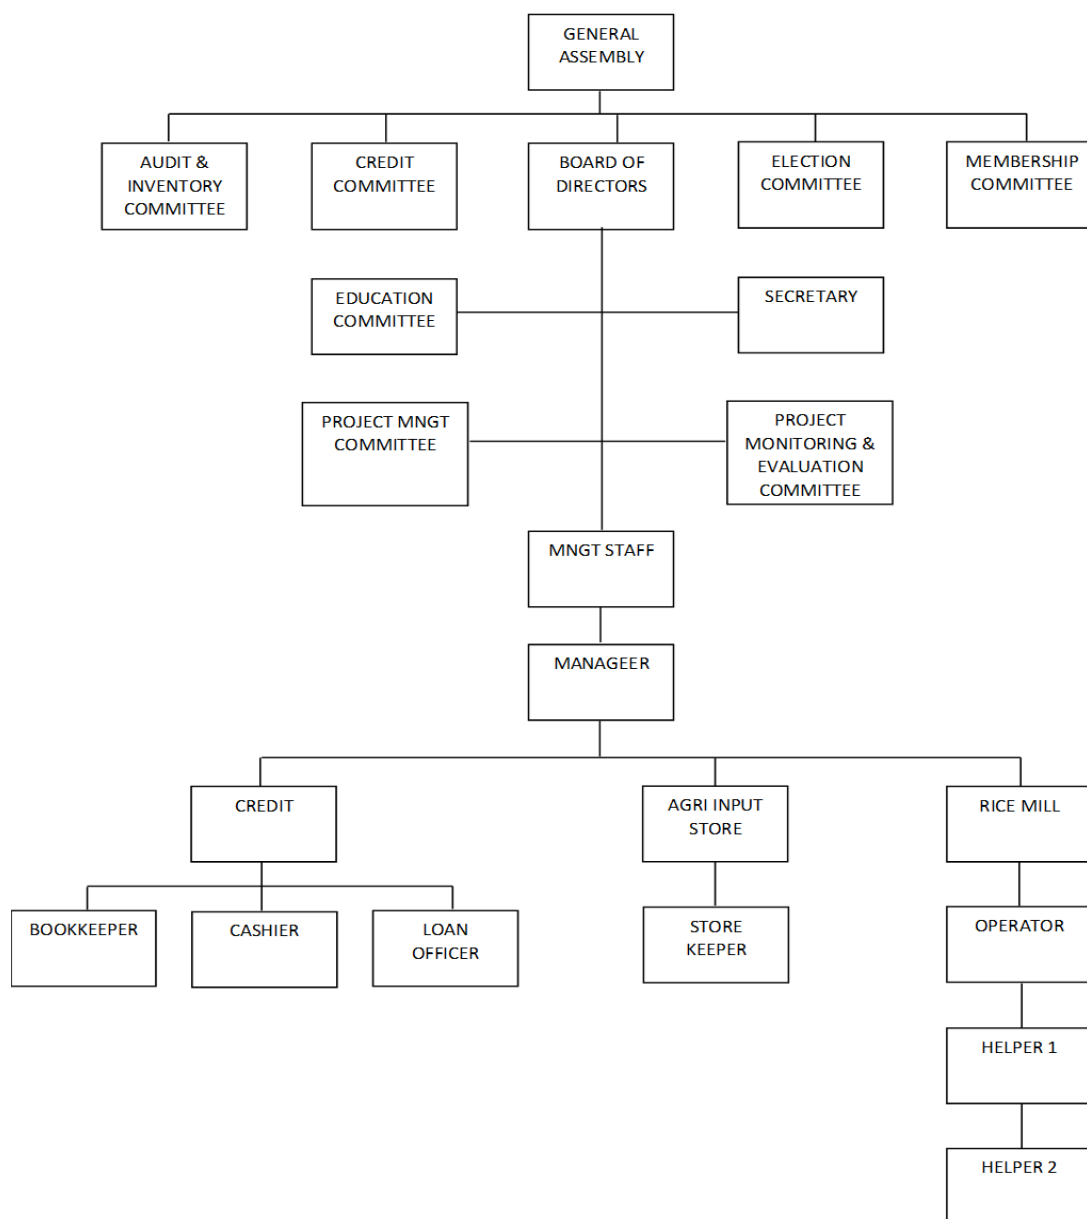 GENERAL
ASSEMBLY
AUDIT &
INVENTORY
COMMITTEE
CREDIT
COMMITTEE
BOARD OF
DIRECTORS
ELECTION
COMMITTEE
MEMBERSHIP
COMMITTEE
EDUCATION
COMMITTEE
SECRETARY
PROJECT MNGT
COMMITTEE
PROJECT
MONITORING &
EVALUATION
COMMITTEE
MNGT STAFF
MANAGEER
CREDIT
AGRI INPUT
STORE
RICE MILL
BOOKKEEPER
CASHIER
LOAN
OFFICER
STORE
KEEPER
OPERATOR
HELPER 1
HELPER 2